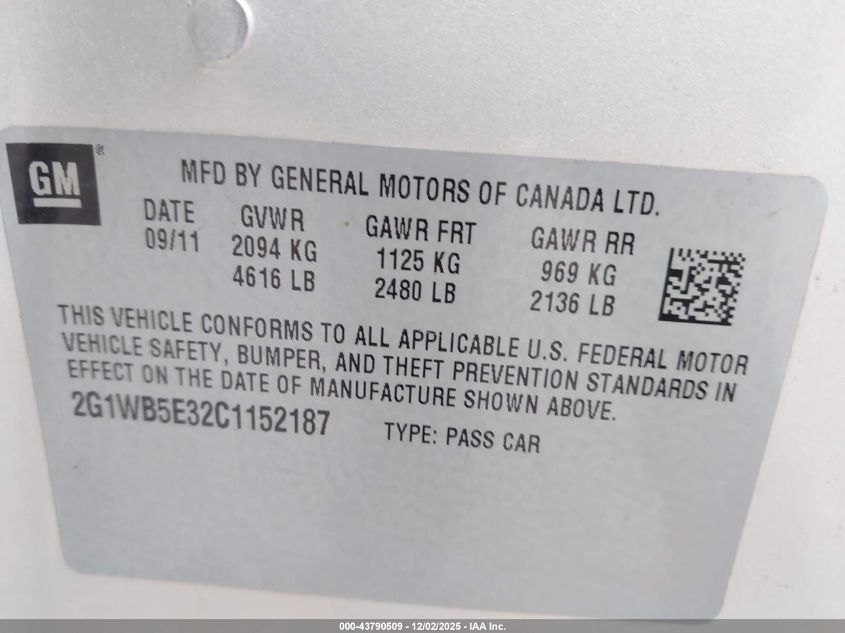 GM ®
MFD BY GENERAL MOTORS OF CANADA LTD.
DATE GVWR GAWR FRT GAWR RR
09/11 2094 KG 1125 KG 969 KG
4616 LB 2480 LB 2136 LB
THIS VEHICLE CONFORMS TO ALL APPLICABLE U.S. FEDERAL MOTOR
VEHICLE SAFETY, BUMPER, AND THEFT PREVENTION STANDARDS IN
EFFECT ON THE DATE OF MANUFACTURE SHOWN ABOVE.
2G1WB5E32C1152187 TYPE: PASS CAR
000-43790509 - 12/02/2025 - IAA Inc.